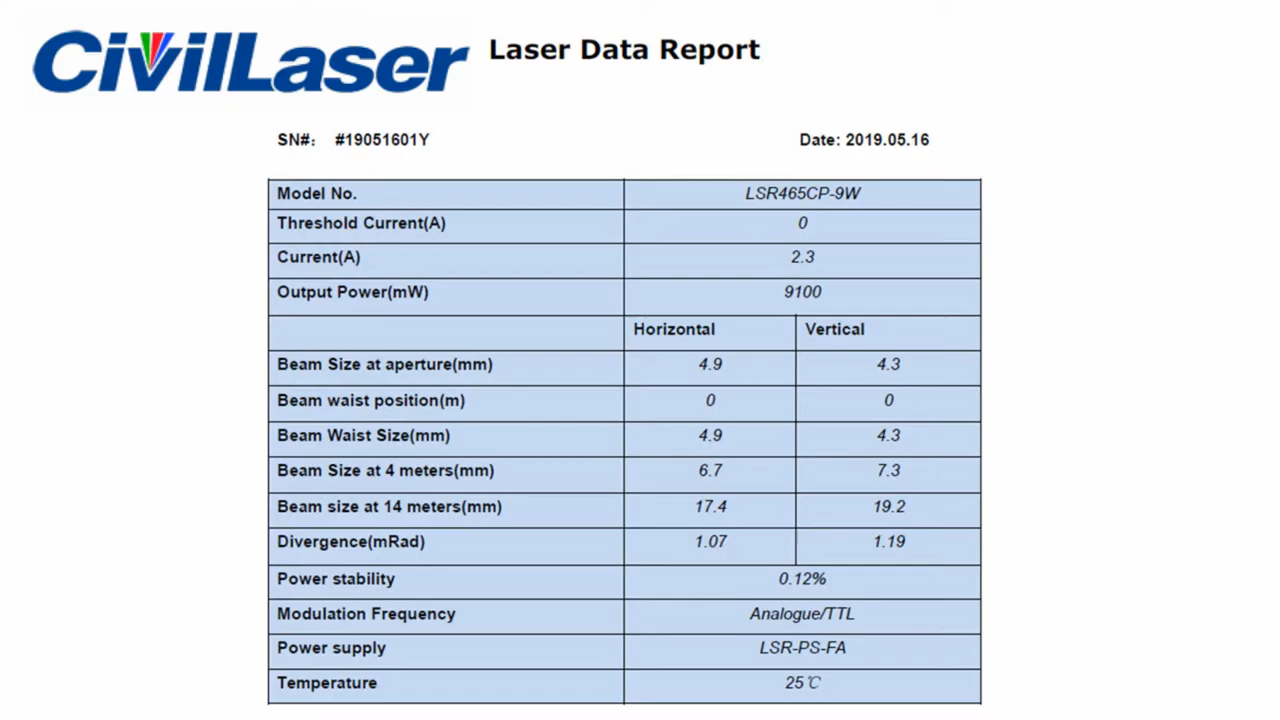 CivilLaser
Laser Data Report
SN#: #19051601Y Date: 2019.05.16
Model No. LSR465CP-9W
Threshold Current(A) 0
Current(A) 2.3
Output Power(mW) 9100
Horizontal Vertical
Beam Size at aperture(mm) 4.9 4.3
Beam waist position(m) 0 0
Beam Waist Size(mm) 4.9 4.3
Beam Size at 4 meters(mm) 6.7 7.3
Beam size at 14 meters(mm) 17.4 19.2
Divergence(mRad) 1.07 1.19
Power stability 0.12%
Modulation Frequency Analogue/TTL
Power supply LSR-PS-FA
Temperature 25℃